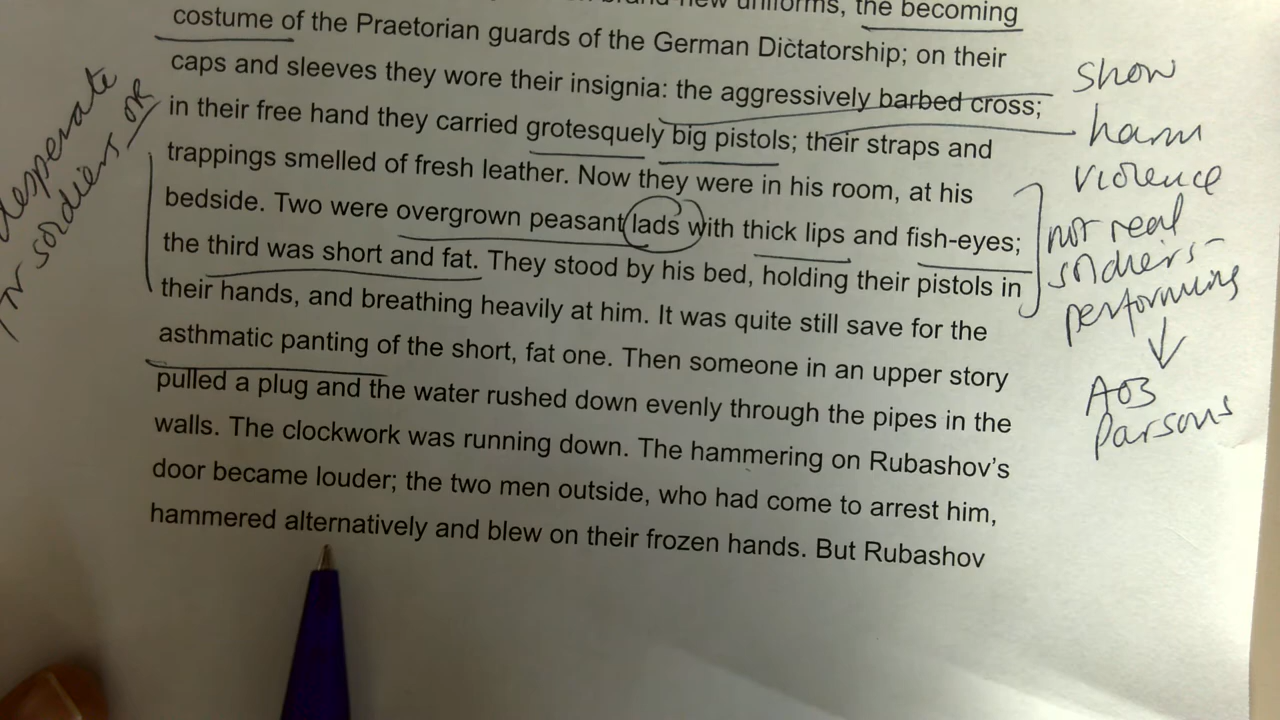 brand-new uniforms, the becoming
costume of the Praetorian guards of the German Dictatorship; on their
caps and sleeves they wore their insignia: the aggressively barbed cross;
in their free hand they carried grotesquely big pistols; their straps and
trappings smelled of fresh leather. Now they were in his room, at his
bedside. Two were overgrown peasant lads with thick lips and fish-eyes;
the third was short and fat. They stood by his bed, holding their pistols in
their hands, and breathing heavily at him. It was quite still save for the
asthmatic panting of the short, fat one. Then someone in an upper story
pulled a plug and the water rushed down evenly through the pipes in the
walls. The clockwork was running down. The hammering on Rubashov's
door became louder; the two men outside, who had come to arrest him,
hammered alternatively and blew on their frozen hands. But Rubashov
desperate
soldiers OR
Show
harm
violence
not real
soldiers -
performing
AO3
Parsons